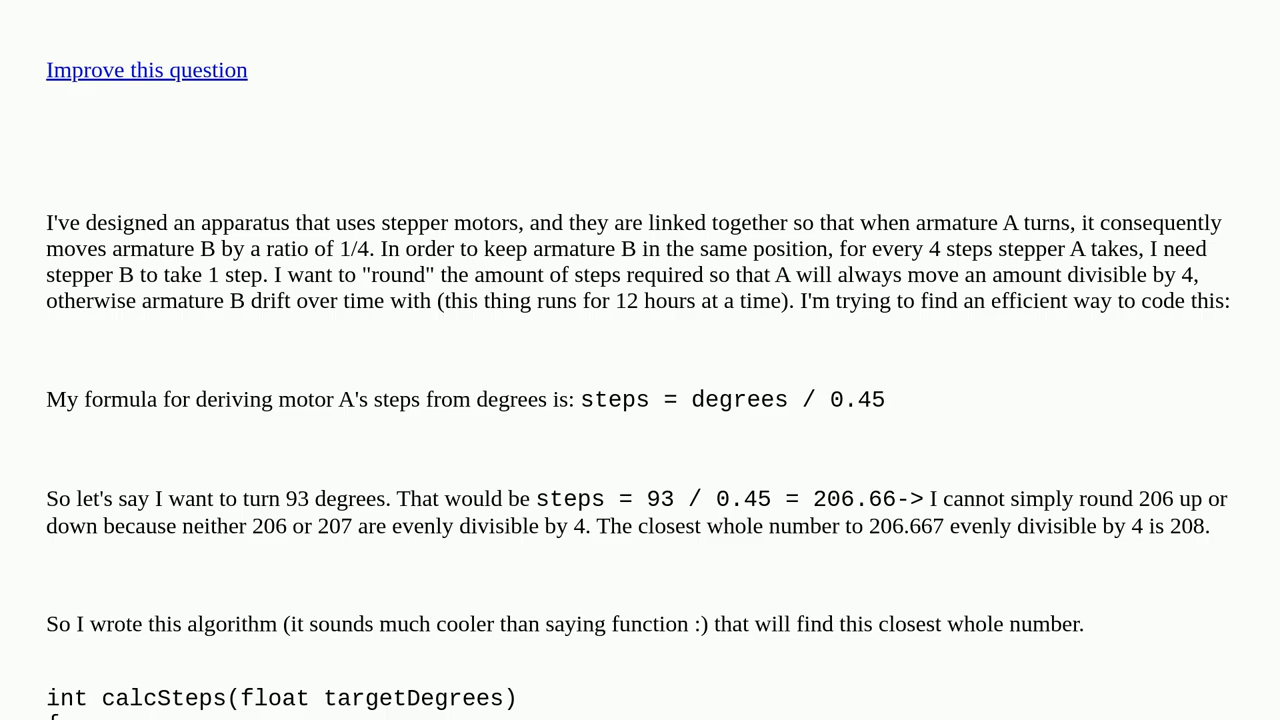 Improve this question
I've designed an apparatus that uses stepper motors, and they are linked together so that when armature A turns, it consequently
moves armature B by a ratio of 1/4. In order to keep armature B in the same position, for every 4 steps stepper A takes, I need
stepper B to take 1 step. I want to "round" the amount of steps required so that A will always move an amount divisible by 4,
otherwise armature B drift over time with (this thing runs for 12 hours at a time). I'm trying to find an efficient way to code this:
My formula for deriving motor A's steps from degrees is: steps = degrees / 0.45
So let's say I want to turn 93 degrees. That would be steps = 93 / 0.45 = 206.66-> I cannot simply round 206 up or
down because neither 206 or 207 are evenly divisible by 4. The closest whole number to 206.667 evenly divisible by 4 is 208.
So I wrote this algorithm (it sounds much cooler than saying function :) that will find this closest whole number.
int calcSteps(float targetDegrees)
{